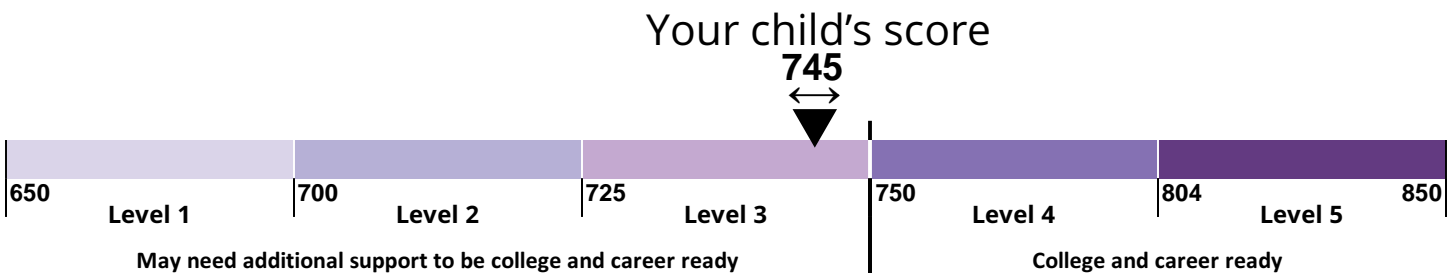 Your child's score
745
650 700 725 750 804 850
Level 1 Level 2 Level 3 Level 4 Level 5
May need additional support to be college and career ready College and career ready